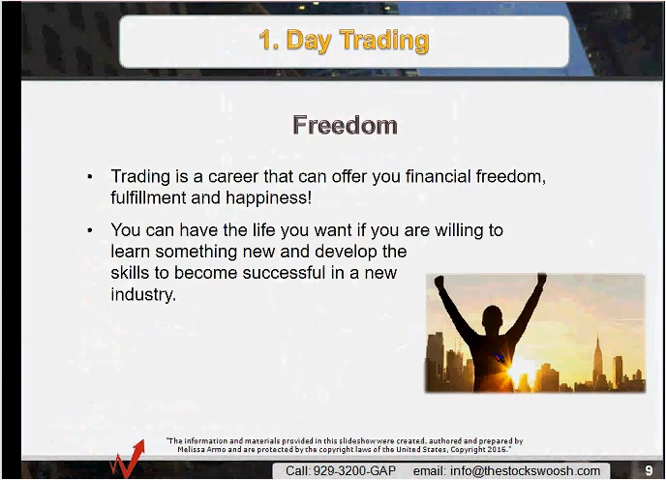 1. Day Trading
Freedom
• Trading is a career that can offer you financial freedom,
fulfillment and happiness!
• You can have the life you want if you are willing to
learn something new and develop the
skills to become successful in a new
industry.
"The information and materials provided in this slideshow were created, authored and prepared by
Melissa Armo and are protected by the copyright laws of the United States, Copyright 2016."
Call: 929-3200-GAP email: info@thestockswoosh.com 9